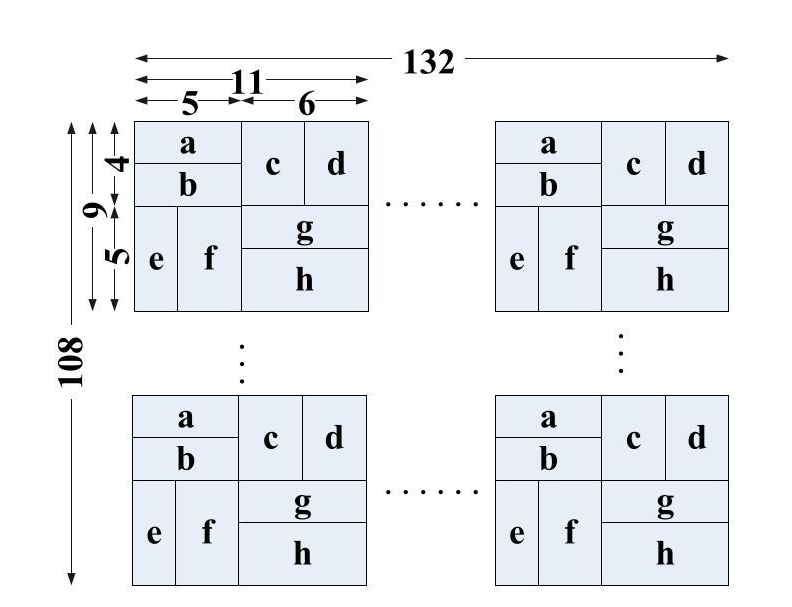 132
11
5 6
4
9
5
108
a
b
c d
e f
g
h
. . . . . .
a
b
c d
e f
g
h
. . .
. . .
a
b
c d
e f
g
h
. . . . . .
a
b
c d
e f
g
h